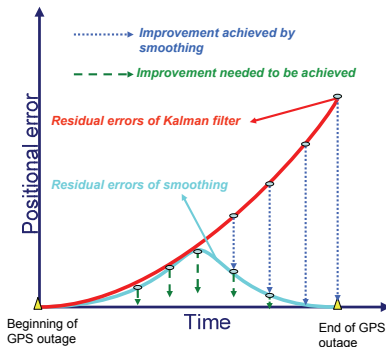 Improvement achieved by
smoothing
Improvement needed to be achieved
Residual errors of Kalman filter
Residual errors of smoothing
Positional error
Time
Beginning of
GPS outage
End of GPS
outage